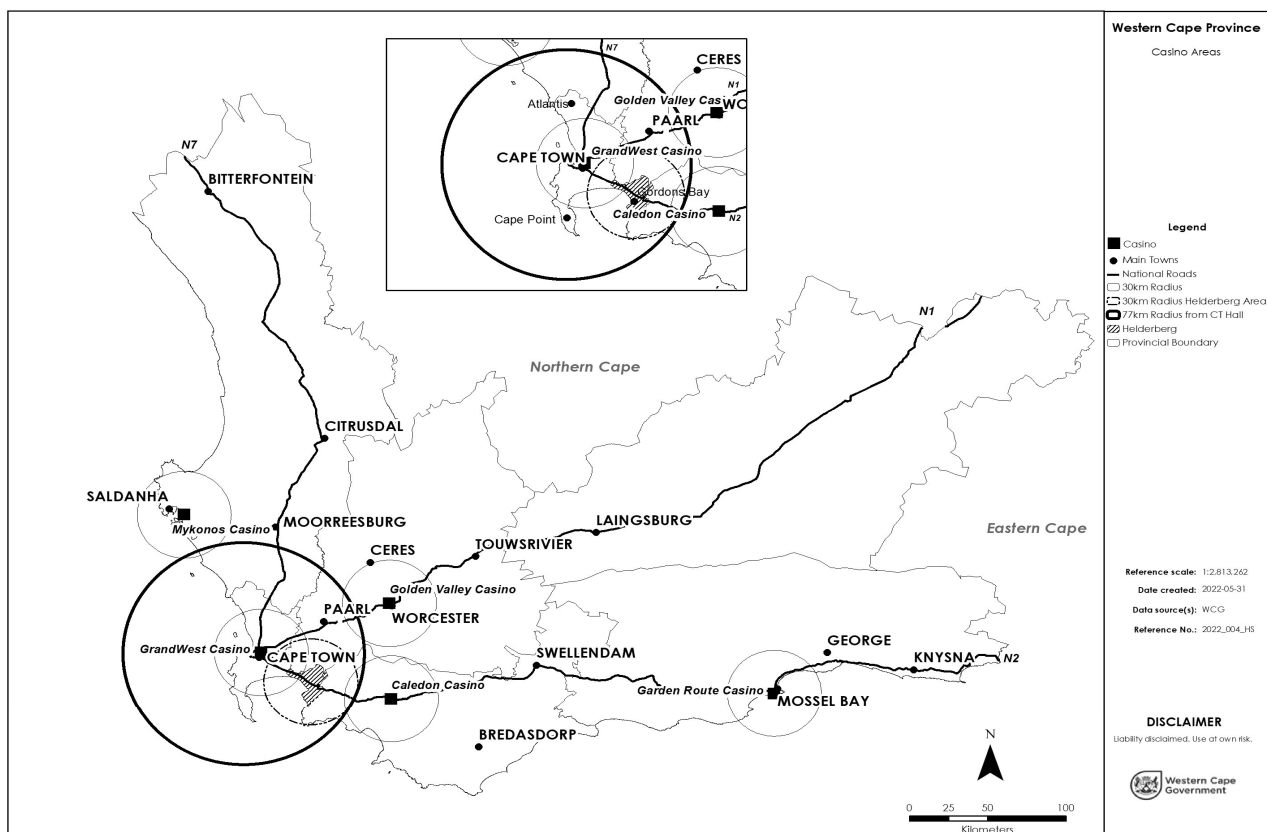 N7
CERES
N1
Atlantis
Golden Valley Cas
WO
PAARL
GrandWest Casino
CAPE TOWN
Gordons Bay
Cape Point
Caledon Casino
N2
N7
BITTERFONTEIN
N1
Northern Cape
CITRUSDAL
SALDANHA
Mykonos Casino
MOORREESBURG
LAINGSBURG
Eastern Cape
TOUWSRIVIER
CERES
Golden Valley Casino
PAARL
WORCESTER
GrandWest Casino
CAPE TOWN
SWELLENDAM
GEORGE
KNYSNA
N2
Caledon Casino
Garden Route Casino
MOSSEL BAY
BREDASDORP
N
0 25 50 100
Kilometers
Western Cape Province
Casino Areas
Legend
Casino
Main Towns
National Roads
30km Radius
30km Radius Helderberg Area
77km Radius from CT Hall
Helderberg
Provincial Boundary
Reference scale: 1:2.813.262
Date created: 2022-05-31
Data source(s): WCG
Reference No.: 2022_004_HS
DISCLAIMER
Liability disclaimed. Use at own risk.
Western Cape
Government